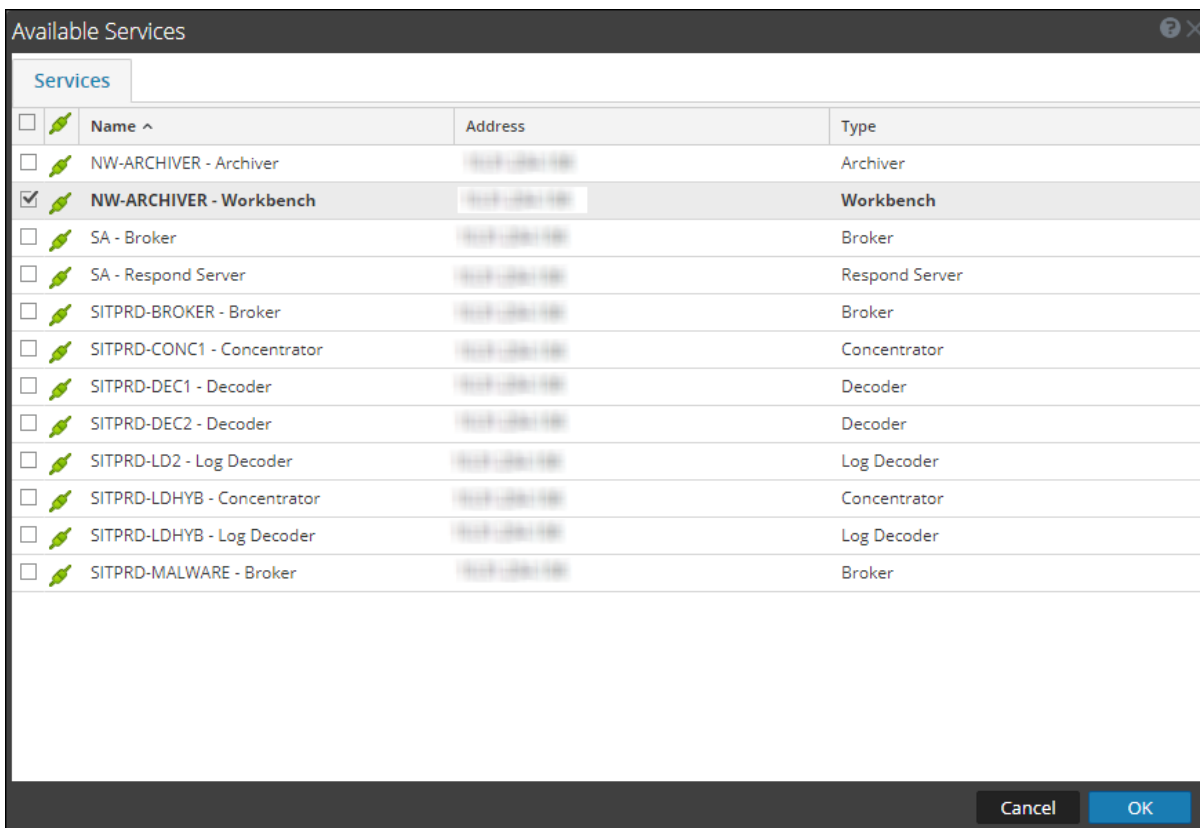 Available Services
Services
Name Address Type
NW-ARCHIVER - Archiver Archiver
NW-ARCHIVER - Workbench Workbench
SA - Broker Broker
SA - Respond Server Respond Server
SITPRD-BROKER - Broker Broker
SITPRD-CONC1 - Concentrator Concentrator
SITPRD-DEC1 - Decoder Decoder
SITPRD-DEC2 - Decoder Decoder
SITPRD-LD2 - Log Decoder Log Decoder
SITPRD-LDHYB - Concentrator Concentrator
SITPRD-LDHYB - Log Decoder Log Decoder
SITPRD-MALWARE - Broker Broker
Cancel OK